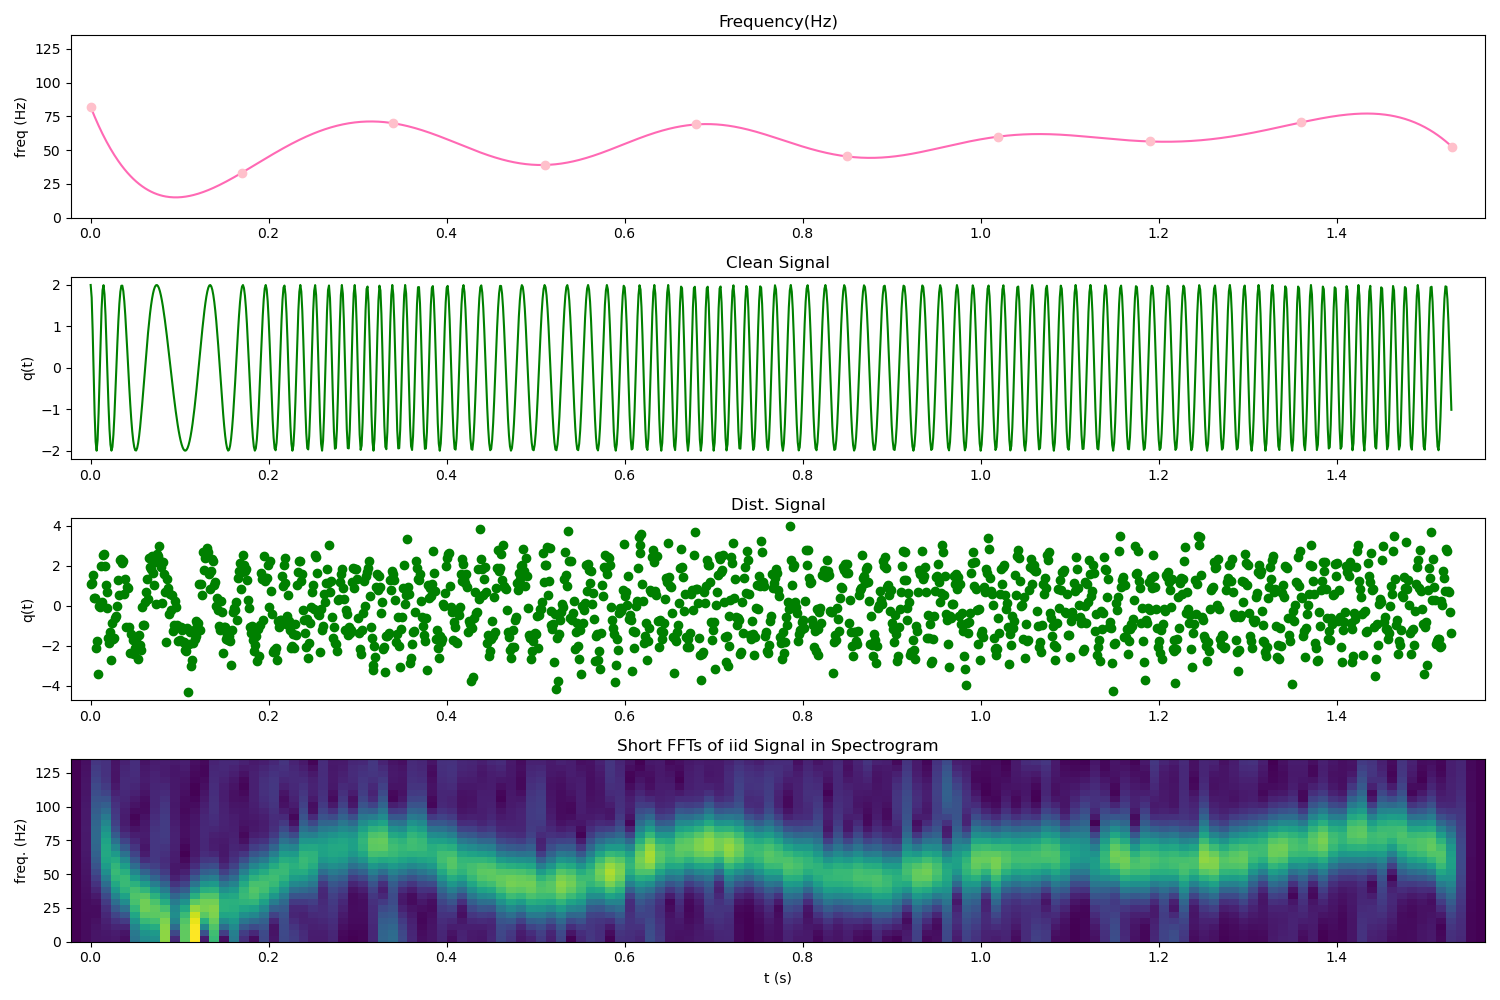 Frequency(Hz)
freq (Hz)
125
100
75
50
25
0
0.0 0.2 0.4 0.6 0.8 1.0 1.2 1.4
Clean Signal
q(t)
2
1
0
−1
−2
0.0 0.2 0.4 0.6 0.8 1.0 1.2 1.4
Dist. Signal
q(t)
4
2
0
−2
−4
0.0 0.2 0.4 0.6 0.8 1.0 1.2 1.4
Short FFTs of iid Signal in Spectrogram
freq. (Hz)
125
100
75
50
25
0
0.0 0.2 0.4 0.6 0.8 1.0 1.2 1.4
t (s)